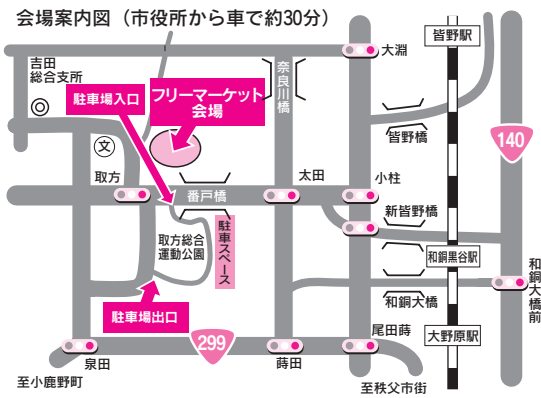 会場案内図（市役所から車で約30分）
吉田
総合支所
駐車場入口
フリーマーケット
会場
奈良川橋
大淵
皆野駅
皆野橋
140
文
取方
番戸橋
太田
小柱
新皆野橋
取方総合
運動公園
駐車スペース
和銅黒谷駅
和銅大橋
和銅大橋前
駐車場出口
299
尾田蒔
大野原駅
泉田
蒔田
至小鹿野町
至秩父市街